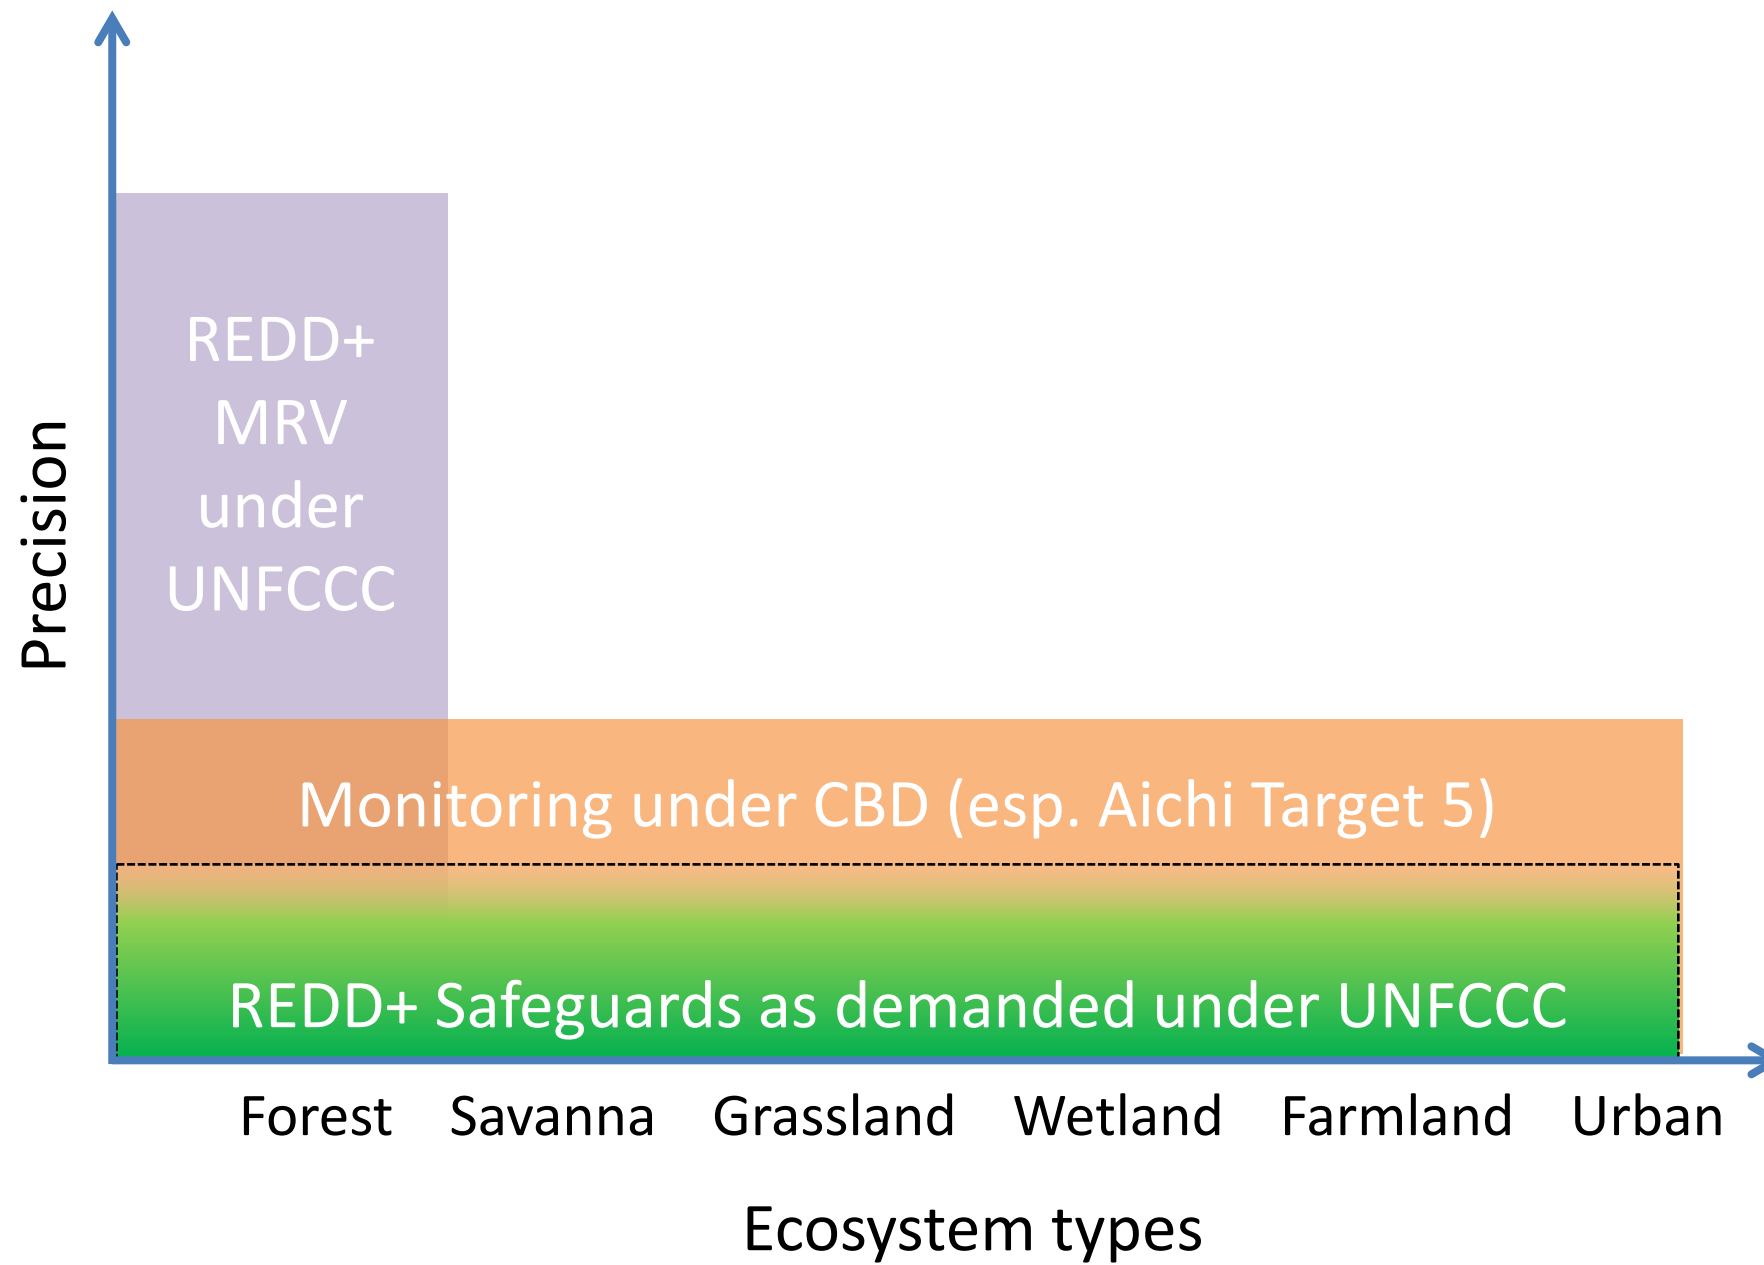 Precision
REDD+
MRV
under
UNFCCC
Monitoring under CBD (esp. Aichi Target 5)
REDD+ Safeguards as demanded under UNFCCC
Forest Savanna Grassland Wetland Farmland Urban
Ecosystem types